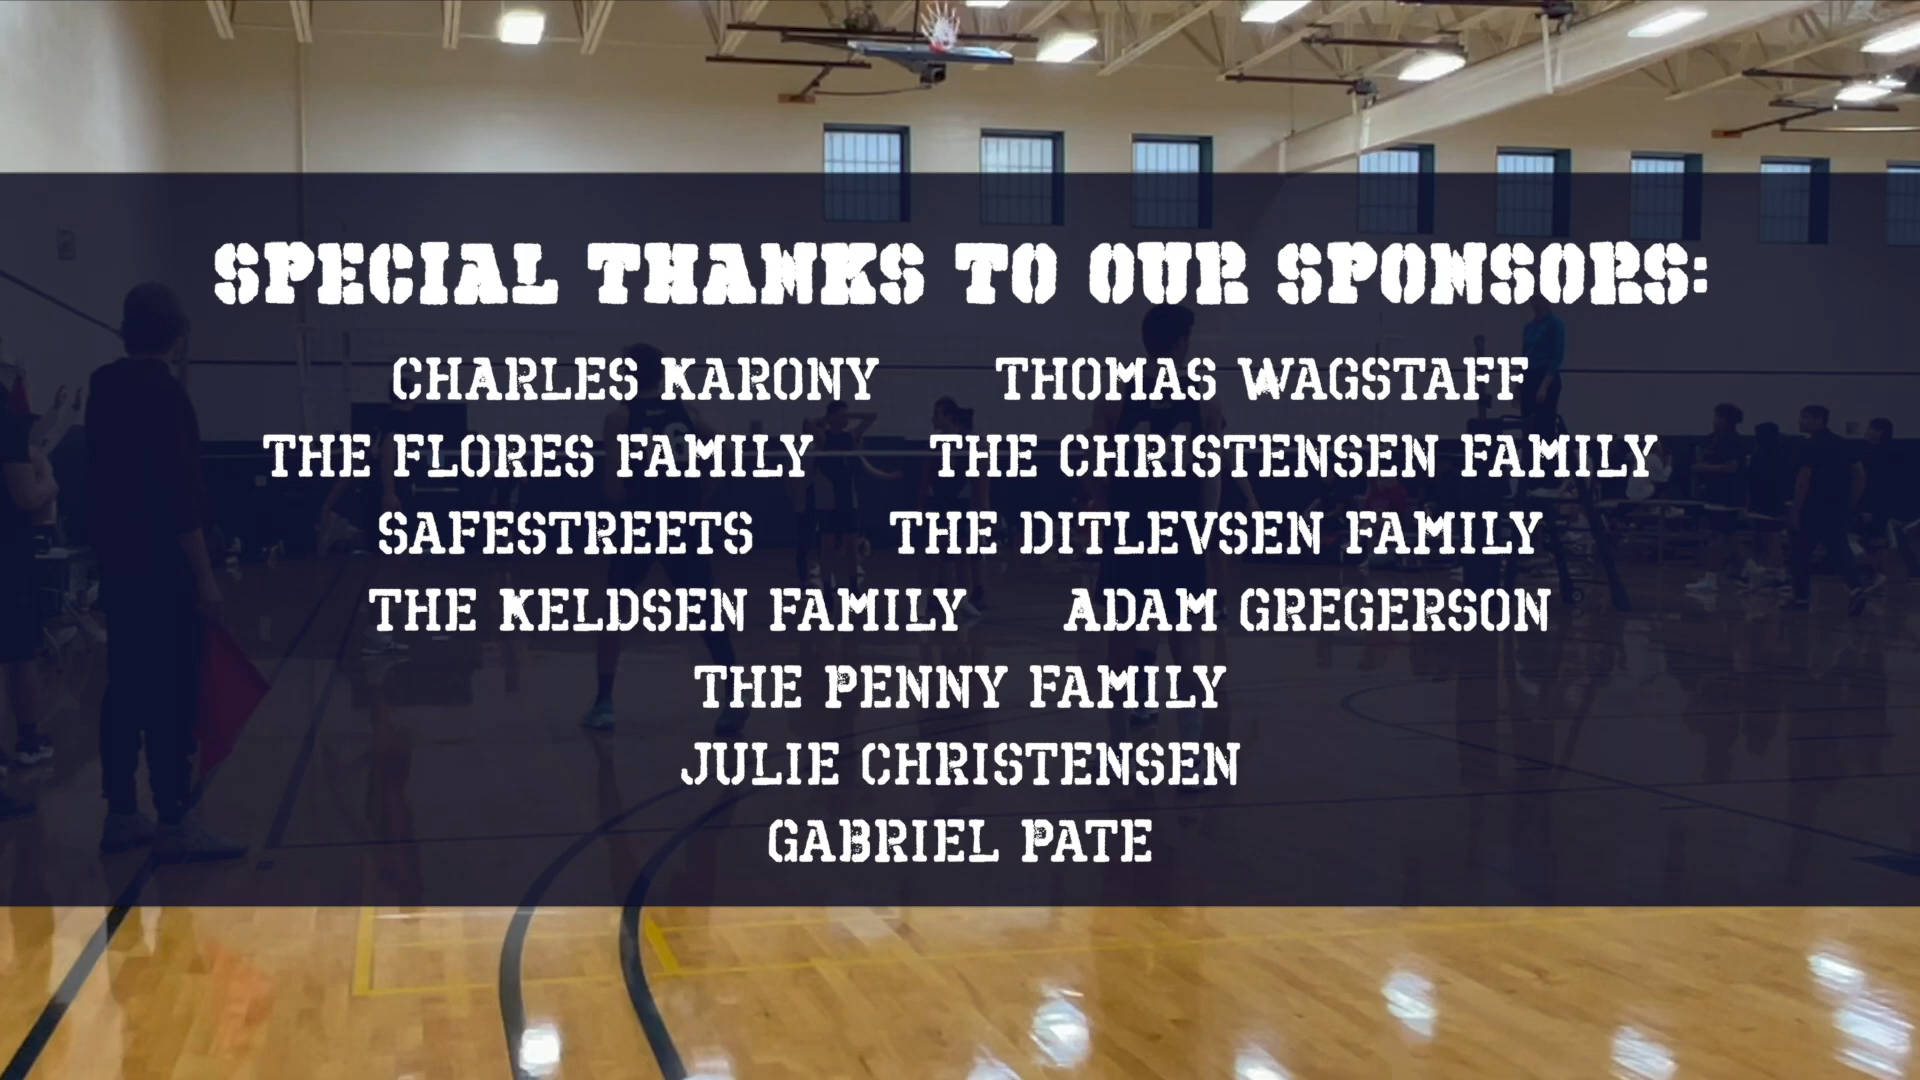 SPECIAL THANKS TO OUR SPONSORS:
CHARLES KARONY THOMAS WAGSTAFF
THE FLORES FAMILY THE CHRISTENSEN FAMILY
SAFESTREETS THE DITLEVSEN FAMILY
THE KELDSEN FAMILY ADAM GREGERSON
THE PENNY FAMILY
JULIE CHRISTENSEN
GABRIEL PATE